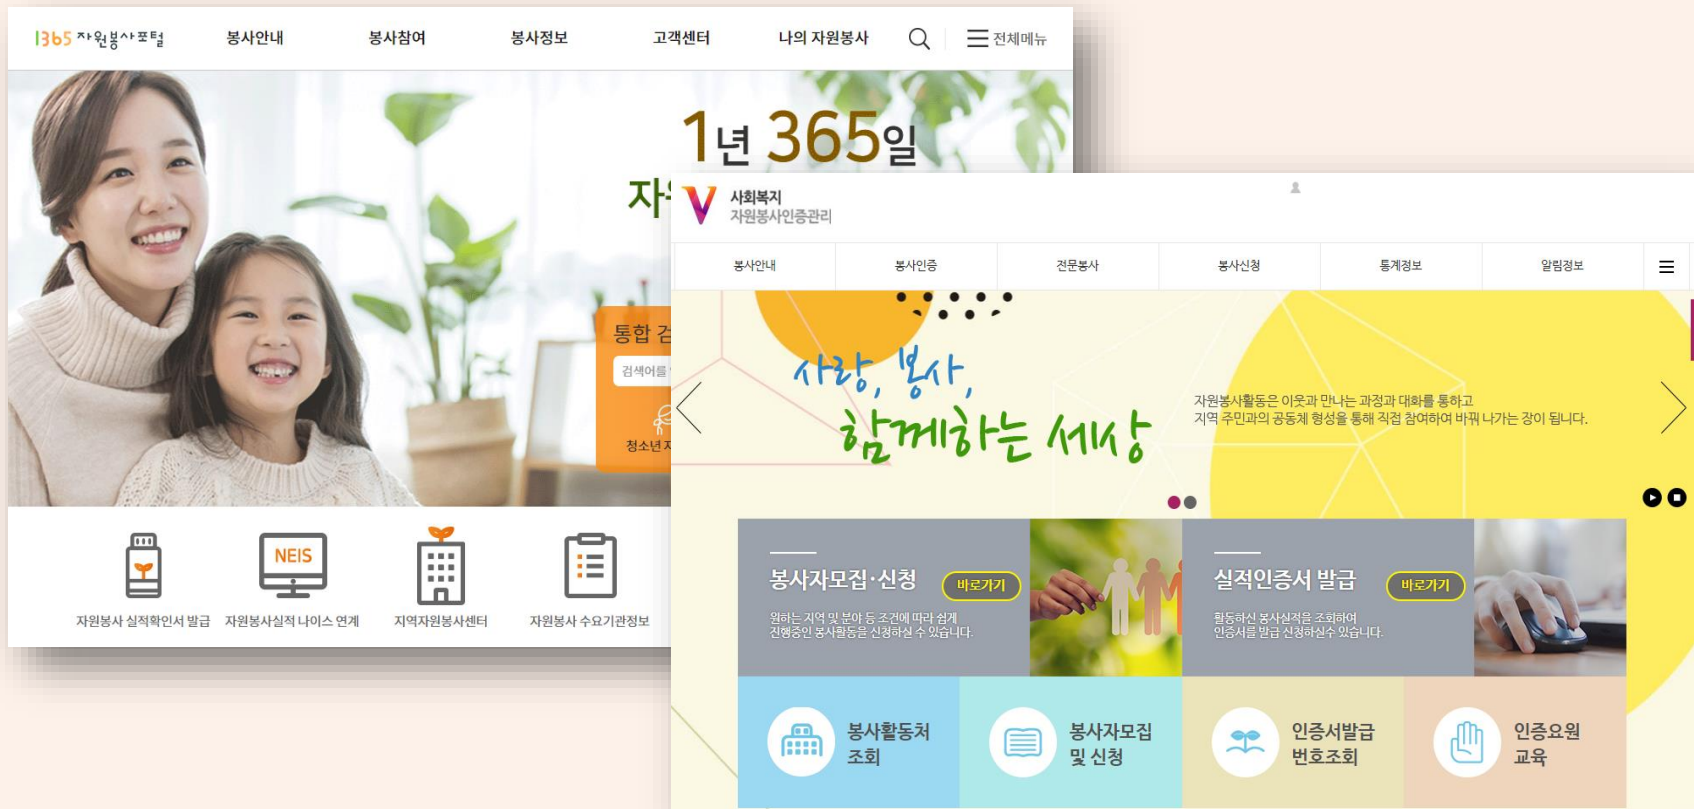 1365 자원봉사포털
봉사안내
봉사참여
봉사정보
고객센터
나의 자원봉사
전체메뉴
1년 365일
통합
검색어를
청소년
NEIS
자원봉사 실적확인서 발급
자원봉사실적 나이스 연계
지역자원봉사센터
자원봉사 수요기관정보
사회복지
자원봉사인증관리
봉사안내
봉사인증
전문봉사
봉사신청
통계정보
알림정보
사랑, 봉사,
함께하는 세상
자원봉사활동은 이웃과 만나는 과정과 대화를 통하고
지역 주민과의 공동체 형성을 통해 직접 참여하여 바꿔 나가는 장이 됩니다.
봉사자모집·신청
바로가기
원하는 지역 및 분야 등 조건에 따라 쉽게
진행중인 봉사활동을 신청하실 수 있습니다.
실적인증서 발급
바로가기
활동하신 봉사실적을 조회하여
인증서를 발급 신청하실수 있습니다.
봉사활동처
조회
봉사자모집
및 신청
인증서발급
번호조회
인증요원
교육